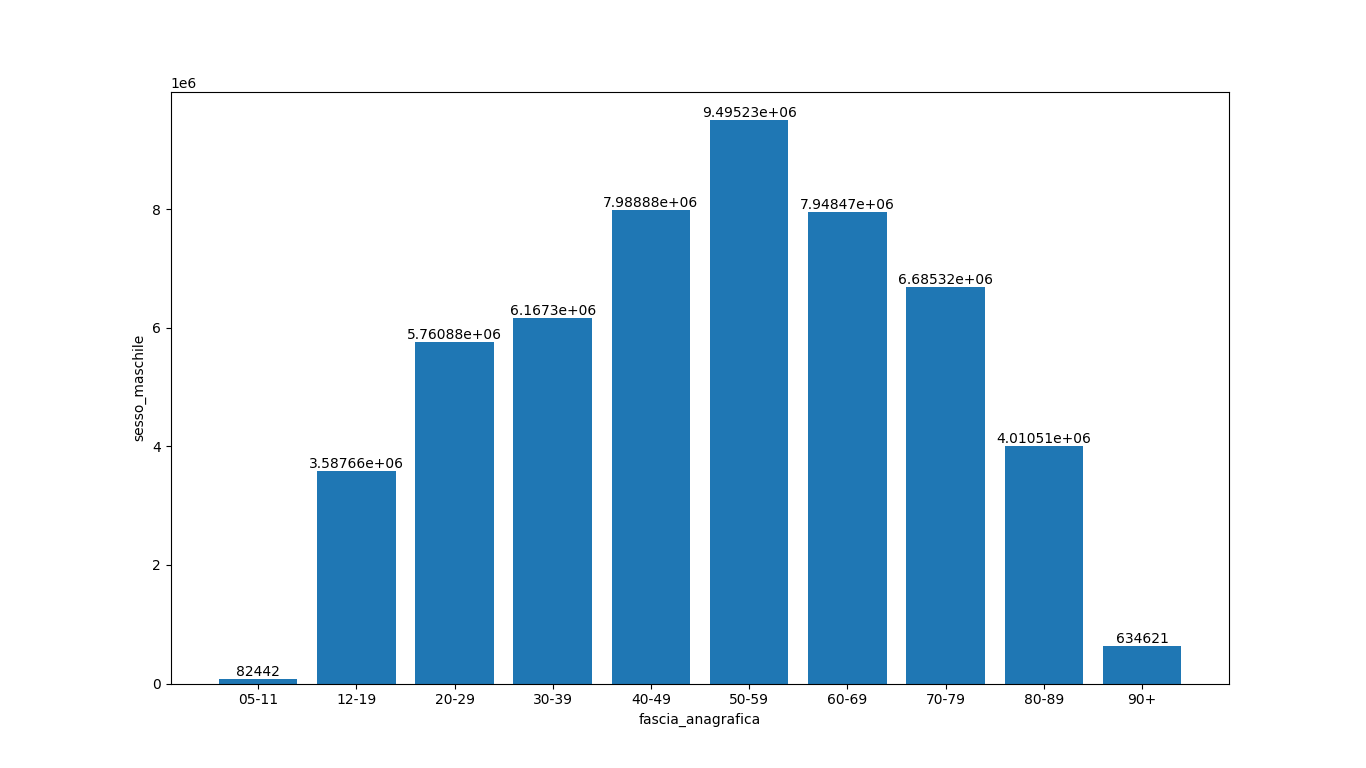 1e6
9.49523e+06
7.98888e+06
7.94847e+06
6.68532e+06
6.1673e+06
5.76088e+06
4.01051e+06
3.58766e+06
634621
82442
8
6
4
2
0
sesso_maschile
05-11 12-19 20-29 30-39 40-49 50-59 60-69 70-79 80-89 90+
fascia_anagrafica